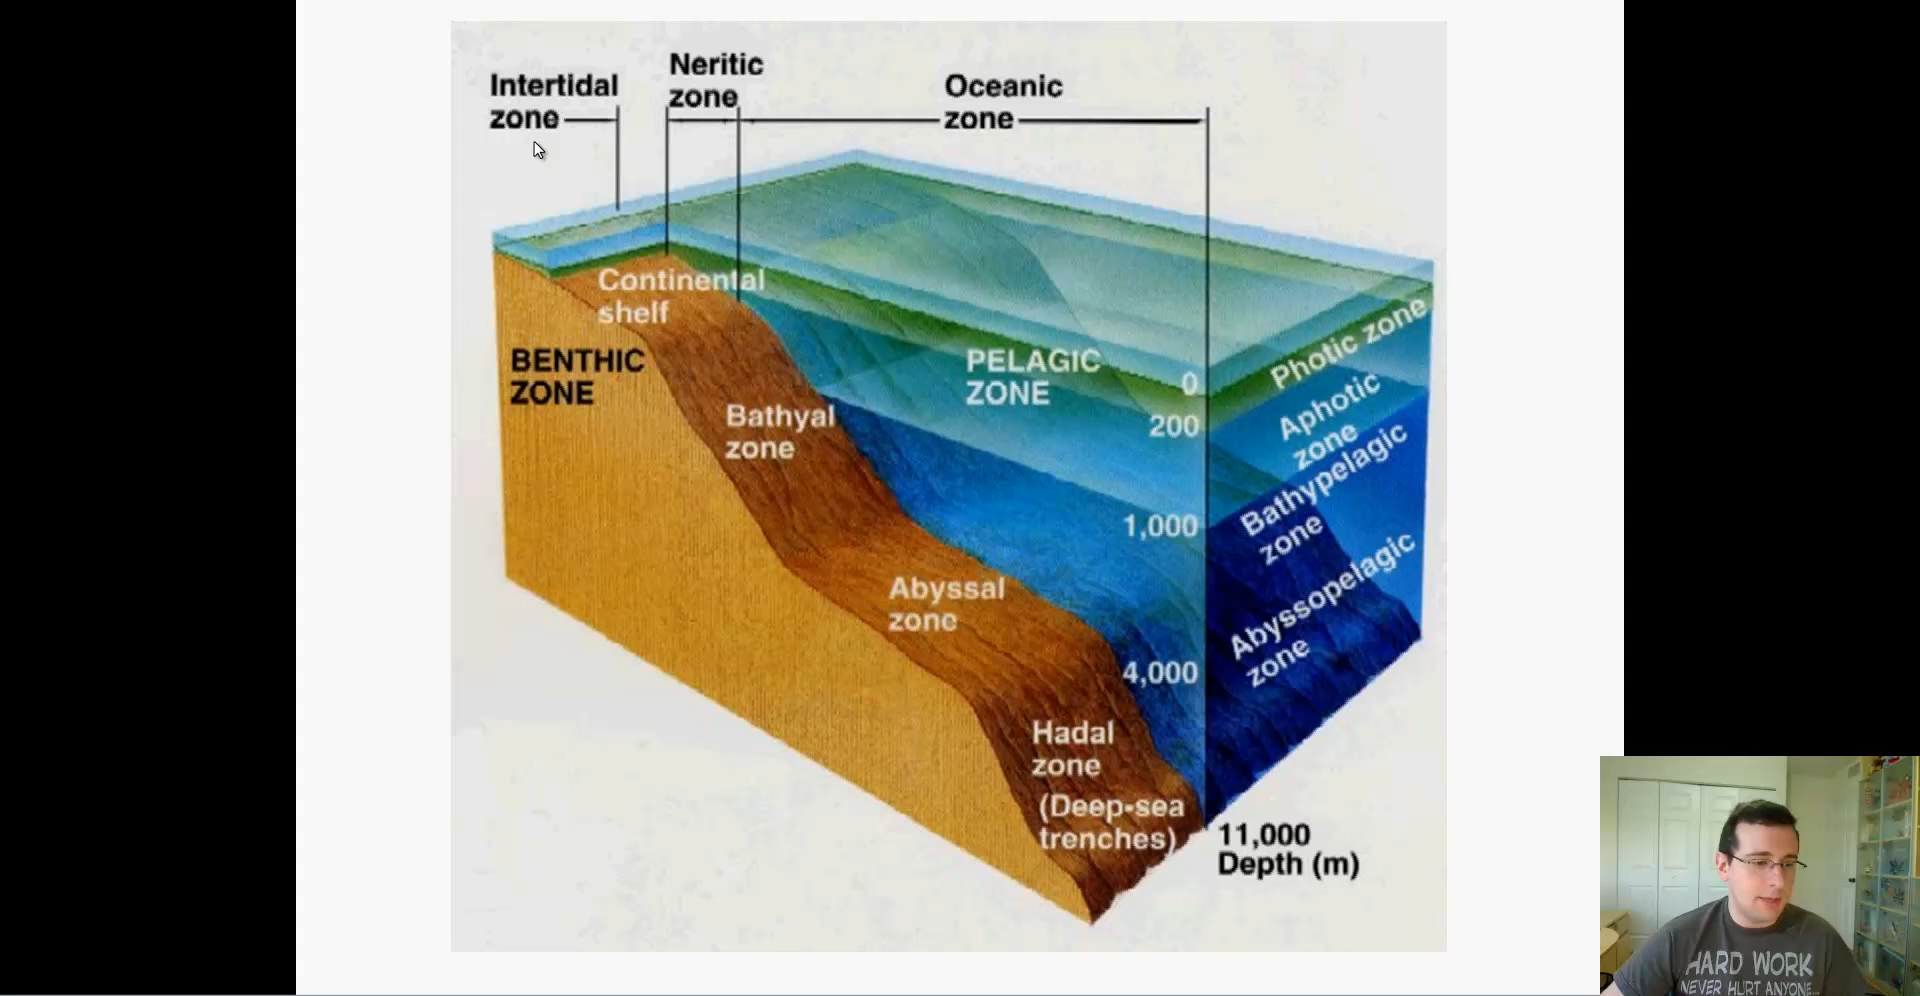 Intertidal
zone
Neritic
zone
Oceanic
zone
Continental
shelf
BENTHIC
ZONE
PELAGIC
ZONE
Bathyal
zone
Abyssal
zone
Hadal
zone
(Deep-sea
trenches)
0
200
1,000
4,000
11,000
Depth (m)
Photic zone
Aphotic
zone
Bathypelagic
zone
Abyssopelagic
zone
HARD WORK
NEVER HURT ANYONE...